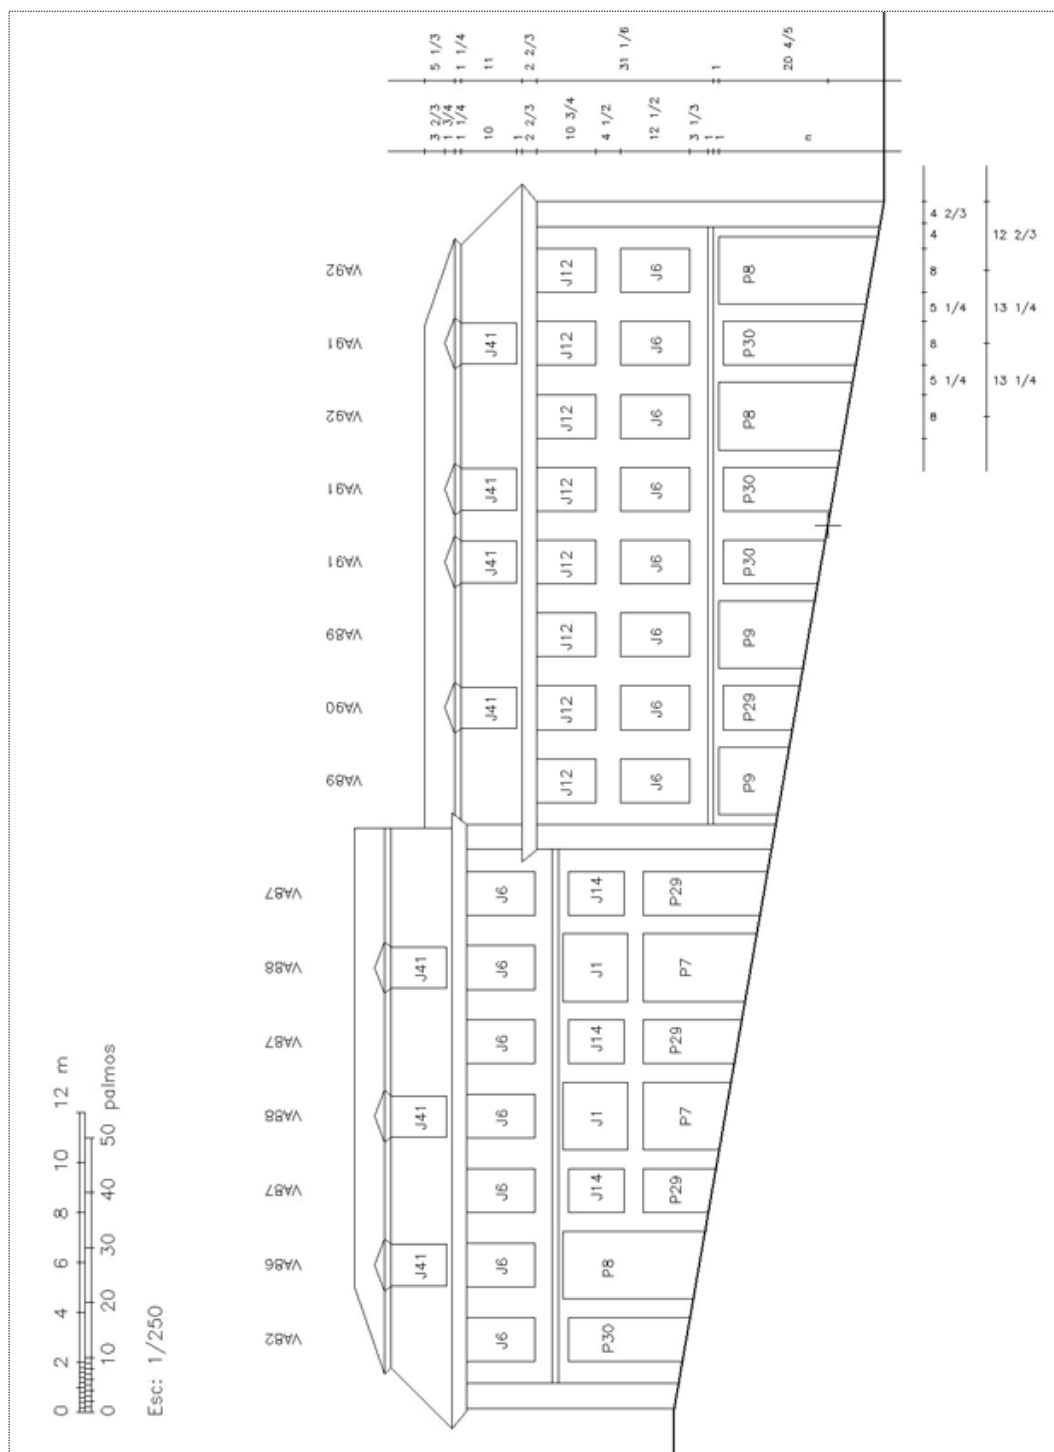 0 2 4 6 8 10 12 m
0 10 20 30 40 50 palmos
Esc: 1/250
VA82 VA86 VA87 VA88 VA87 VA88 VA87
VA89 VA90 VA89 VA91 VA91 VA92 VA91 VA92
J41 J41 J41
J6 J6 J6 J6 J6 J6 J6
J41 J41 J41 J41
P30 P8 J14 J1 J14 J1 J14
P29 P7 P29 P7 P29
J12 J12 J12 J12 J12 J12 J12 J12
J6 J6 J6 J6 J6 J6 J6 J6
P9 P29 P9 P30 P30 P8 P30 P8
3 2/3
1 3/4
1 1/4
10
1
2 2/3
10 3/4
4 1/2
12 1/2
3 1/3
1
1
n
5 1/3
1 1/4
11
2 2/3
31 1/6
1
20 4/5
8 5 1/4 8 5 1/4 8 4 4 2/3
13 1/4 13 1/4 12 2/3